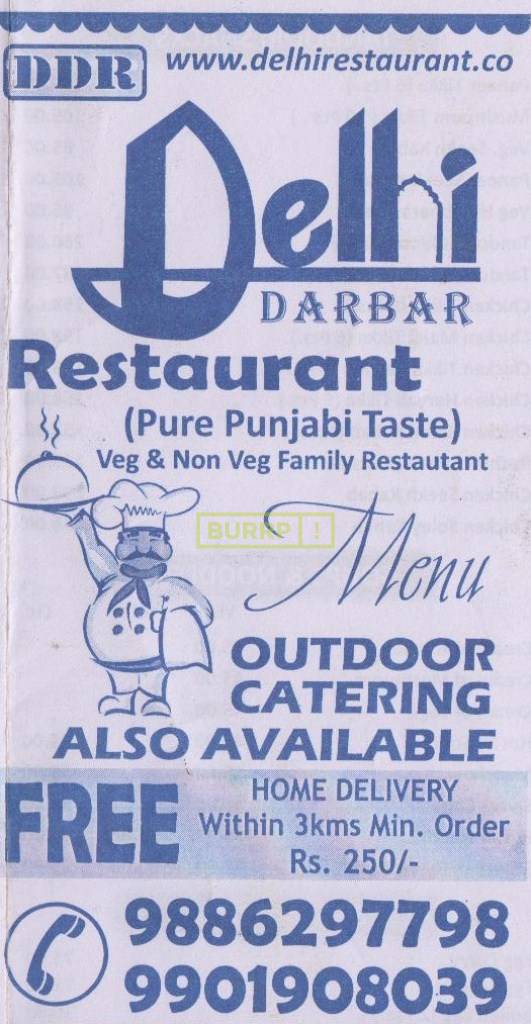 DDR
www.delhirestaurant.co
Delhi
DARBAR
Restaurant
(Pure Punjabi Taste)
Veg & Non Veg Family Restautant
BURRP!
Menu
OUTDOOR
CATERING
ALSO AVAILABLE
FREE
HOME DELIVERY
Within 3kms Min. Order
Rs. 250/-
9886297798
9901908039